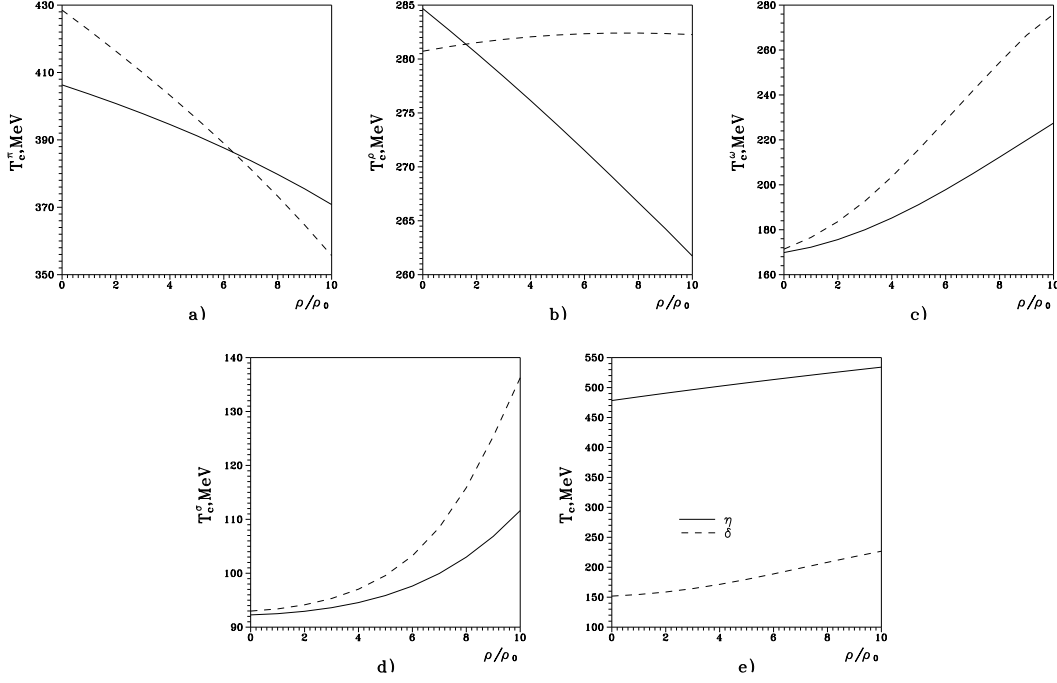 430
410
390
370
350
0 2 4 6 8 10
T_c^π,MeV
ρ/ρ₀
a)
285
281
275
270
265
260
0 2 4 6 8 10
T_c^ρ,MeV
ρ/ρ₀
b)
280
260
240
220
200
180
160
0 2 4 6 8 10
T_c^ω,MeV
ρ/ρ₀
c)
140
130
120
110
100
90
0 2 4 6 8 10
T_c^σ,MeV
ρ/ρ₀
d)
550
500
450
400
350
300
250
200
150
100
0 2 4 6 8 10
T_c,MeV
η
δ
ρ/ρ₀
e)